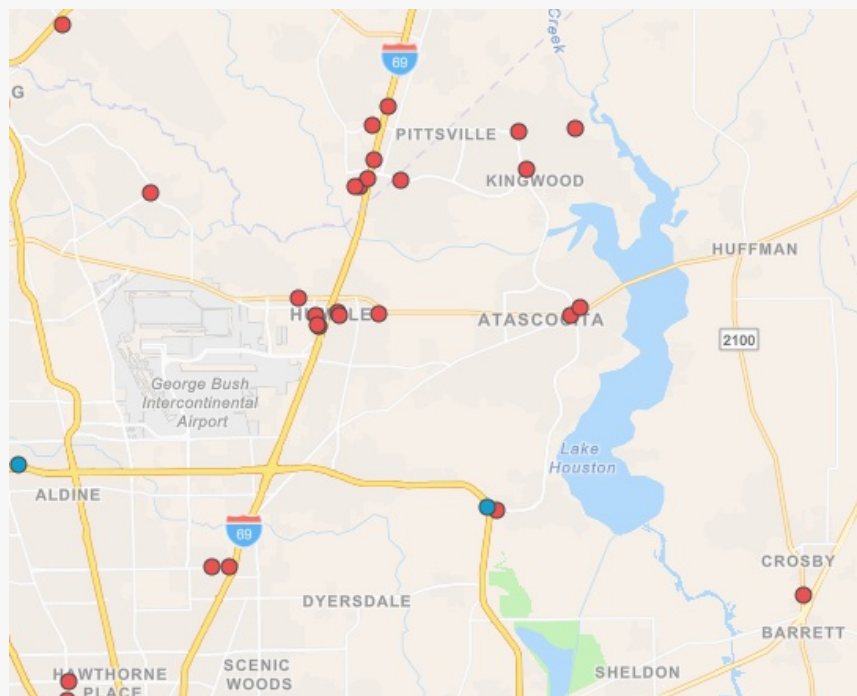 Creek
69
G
PITTSVILLE
KINGWOOD
HUFFMAN
ATASCOCITA
2100
George Bush
Intercontinental
Airport
Lake
Houston
ALDINE
69
CROSBY
DYERSDALE
BARRETT
HAWTHORNE
PLACE
SCENIC
WOODS
SHELDON